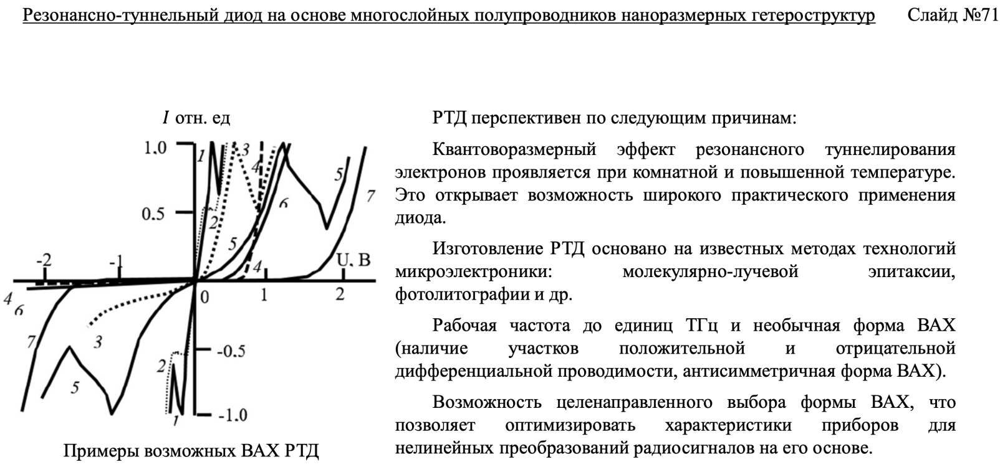 Резонансно-туннельный диод на основе многослойных полупроводников наноразмерных гетероструктур Слайд №71
I отн. ед
1.0
1
3
4
5
7
6
0.5
2
5
-2
-1
U, В
4
0
1
2
4
6
7
3
-0.5
2
5
-1.0
1
Примеры возможных ВАХ РТД
РТД перспективен по следующим причинам:
Квантоворазмерный эффект резонансного туннелирования
электронов проявляется при комнатной и повышенной температуре.
Это открывает возможность широкого практического применения
диода.
Изготовление РТД основано на известных методах технологий
микроэлектроники: молекулярно-лучевой эпитаксии,
фотолитографии и др.
Рабочая частота до единиц ТГц и необычная форма ВАХ
(наличие участков положительной и отрицательной
дифференциальной проводимости, антисимметричная форма ВАХ).
Возможность целенаправленного выбора формы ВАХ, что
позволяет оптимизировать характеристики приборов для
нелинейных преобразований радиосигналов на его основе.